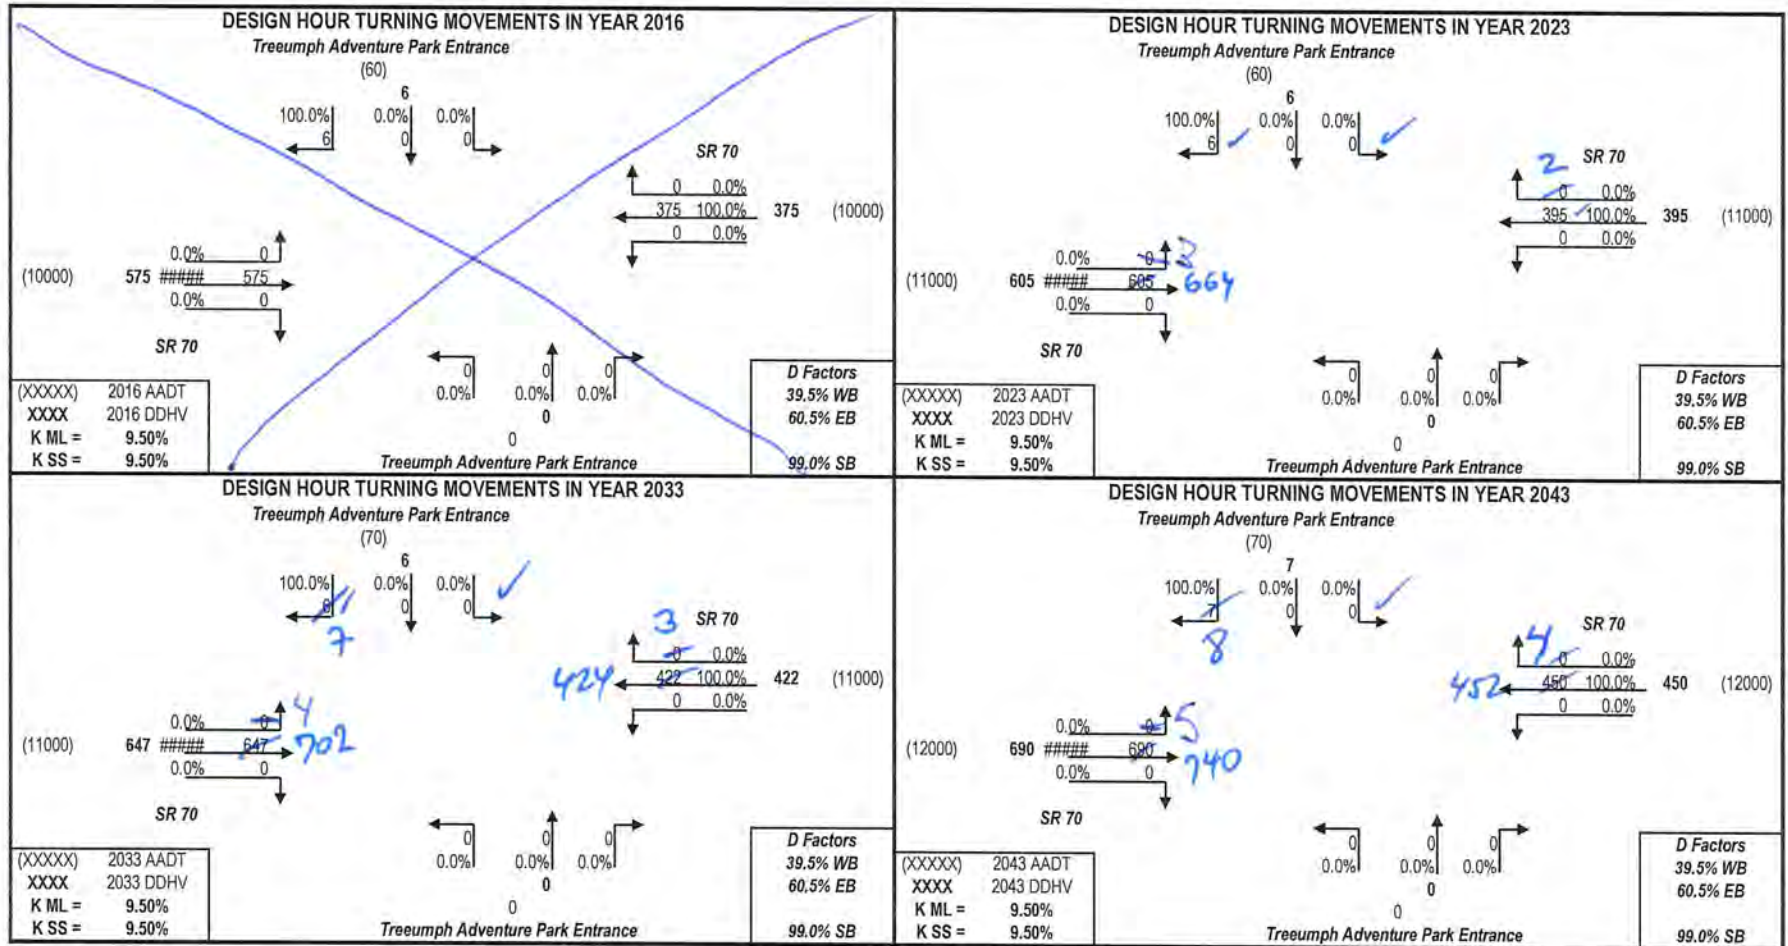 DESIGN HOUR TURNING MOVEMENTS IN YEAR 2016
Treeumph Adventure Park Entrance
(60)
6
100.0% 0.0% 0.0%
6 0 0
SR 70
0 0.0%
375 100.0% 375 (10000)
0 0.0%
0.0% 0
(10000) 575 ##### 575
0.0% 0
SR 70
0 0 0
0.0% 0.0% 0.0%
0
0
Treeumph Adventure Park Entrance
(XXXXX) 2016 AADT
XXXX 2016 DDHV
K ML = 9.50%
K SS = 9.50%
D Factors
39.5% WB
60.5% EB
99.0% SB
DESIGN HOUR TURNING MOVEMENTS IN YEAR 2023
Treeumph Adventure Park Entrance
(60)
6
100.0% 0.0% 0.0%
6 0 0
2 SR 70
0 0.0%
395 100.0% 395 (11000)
0 0.0%
0.0% 0
(11000) 605 ##### 605 664
0.0% 0
SR 70
0 0 0
0.0% 0.0% 0.0%
0
0
Treeumph Adventure Park Entrance
(XXXXX) 2023 AADT
XXXX 2023 DDHV
K ML = 9.50%
K SS = 9.50%
D Factors
39.5% WB
60.5% EB
99.0% SB
DESIGN HOUR TURNING MOVEMENTS IN YEAR 2033
Treeumph Adventure Park Entrance
(70)
6
100.0% 0.0% 0.0%
6 0 0
7
3 SR 70
0 0.0%
424 422 100.0% 422 (11000)
0 0.0%
0.0% 0 4
(11000) 647 ##### 647 702
0.0% 0
SR 70
0 0 0
0.0% 0.0% 0.0%
0
0
Treeumph Adventure Park Entrance
(XXXXX) 2033 AADT
XXXX 2033 DDHV
K ML = 9.50%
K SS = 9.50%
D Factors
39.5% WB
60.5% EB
99.0% SB
DESIGN HOUR TURNING MOVEMENTS IN YEAR 2043
Treeumph Adventure Park Entrance
(70)
7
100.0% 0.0% 0.0%
7 0 0
8
SR 70
4 0 0.0%
452 450 100.0% 450 (12000)
0 0.0%
0.0% 0 5
(12000) 690 ##### 690 740
0.0% 0
SR 70
0 0 0
0.0% 0.0% 0.0%
0
0
Treeumph Adventure Park Entrance
(XXXXX) 2043 AADT
XXXX 2043 DDHV
K ML = 9.50%
K SS = 9.50%
D Factors
39.5% WB
60.5% EB
99.0% SB